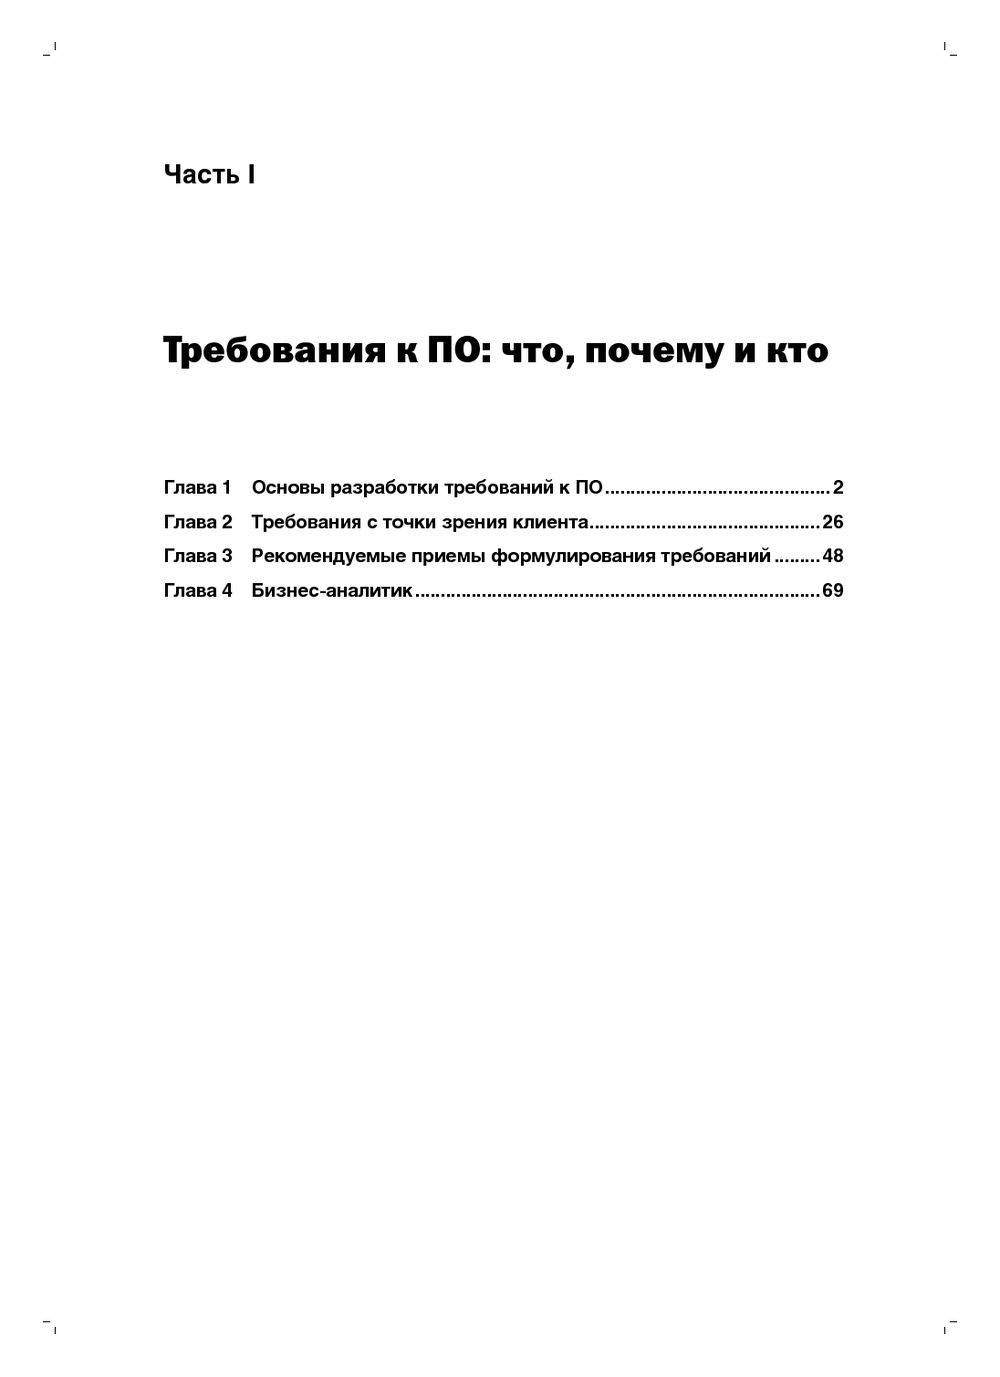 Часть I
Требования к ПО: что, почему и кто
Глава 1 Основы разработки требований к ПО............................................2
Глава 2 Требования с точки зрения клиента.............................................26
Глава 3 Рекомендуемые приемы формулирования требований .........48
Глава 4 Бизнес-аналитик...............................................................................69